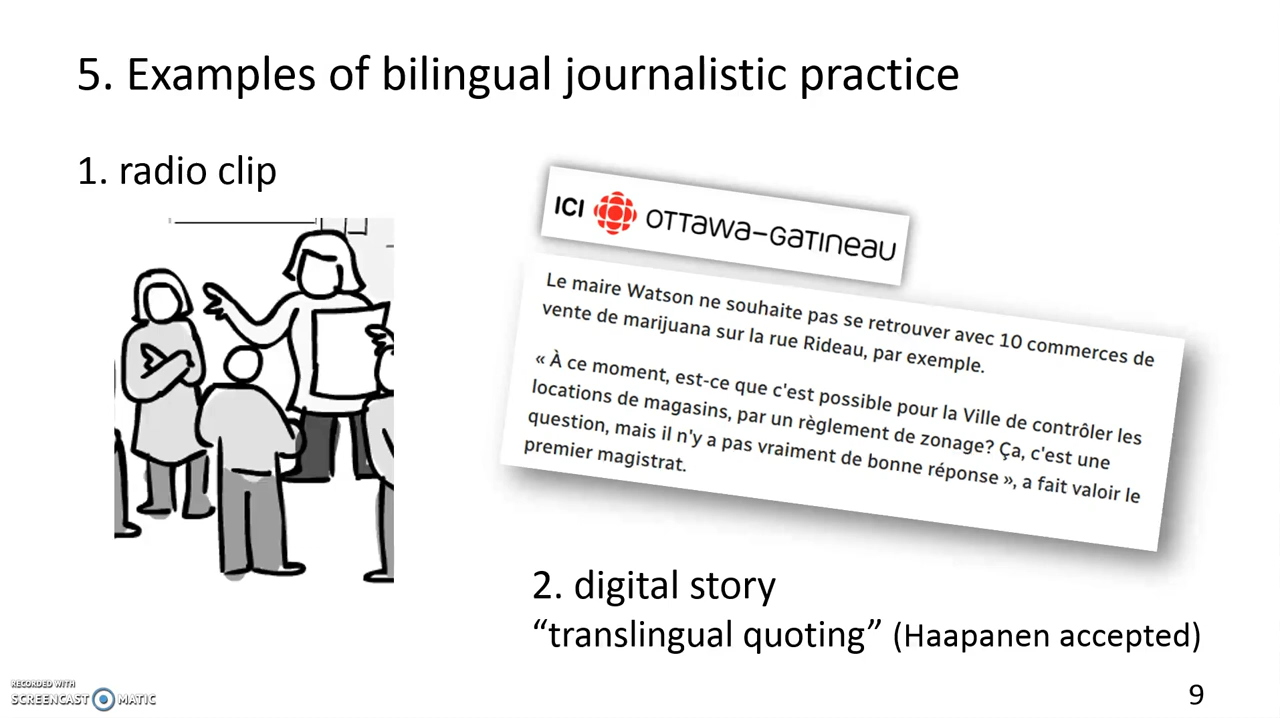 5. Examples of bilingual journalistic practice
1. radio clip
ICI OTTAWA-GATINEAU
Le maire Watson ne souhaite pas se retrouver avec 10 commerces de
vente de marijuana sur la rue Rideau, par exemple.
« À ce moment, est-ce que c'est possible pour la Ville de contrôler les
locations de magasins, par un règlement de zonage? Ça, c'est une
question, mais il n'y a pas vraiment de bonne réponse », a fait valoir le
premier magistrat.
2. digital story
“translingual quoting” (Haapanen accepted)
RECORDED WITH
SCREENCAST MATIC
9